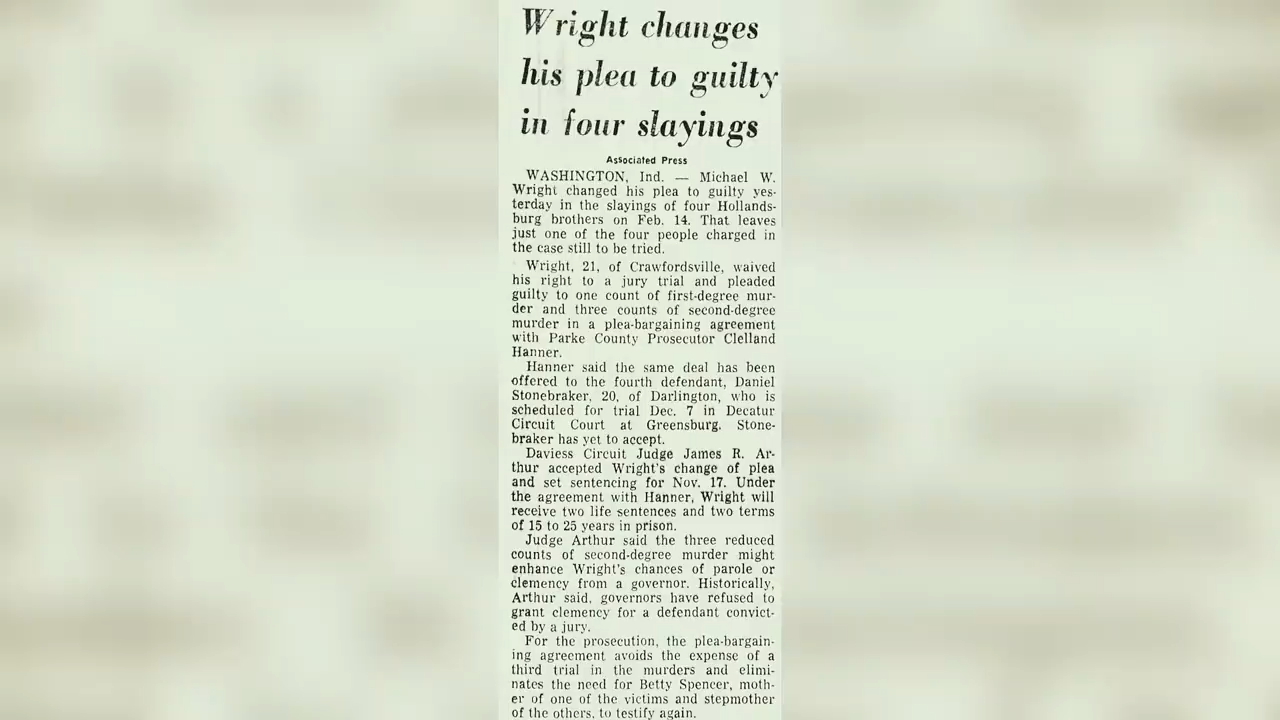 Wright changes
his plea to guilty
in four slayings
Associated Press
WASHINGTON, Ind. — Michael W.
Wright changed his plea to guilty yes-
terday in the slayings of four Hollands-
burg brothers on Feb. 14. That leaves
just one of the four people charged in
the case still to be tried.
Wright, 21, of Crawfordsville, waived
his right to a jury trial and pleaded
guilty to one count of first-degree mur-
der and three counts of second-degree
murder in a plea-bargaining agreement
with Parke County Prosecutor Clelland
Hanner.
Hanner said the same deal has been
offered to the fourth defendant, Daniel
Stonebraker, 20, of Darlington, who is
scheduled for trial Dec. 7 in Decatur
Circuit Court at Greensburg. Stone-
braker has yet to accept.
Daviess Circuit Judge James R. Ar-
thur accepted Wright's change of plea
and set sentencing for Nov. 17. Under
the agreement with Hanner, Wright will
receive two life sentences and two terms
of 15 to 25 years in prison.
Judge Arthur said the three reduced
counts of second-degree murder might
enhance Wright's chances of parole or
clemency from a governor. Historically,
Arthur said, governors have refused to
grant clemency for a defendant convict-
ed by a jury.
For the prosecution, the plea-bargain-
ing agreement avoids the expense of a
third trial in the murders and elimi-
nates the need for Betty Spencer, moth-
er of one of the victims and stepmother
of the others, to testify again.